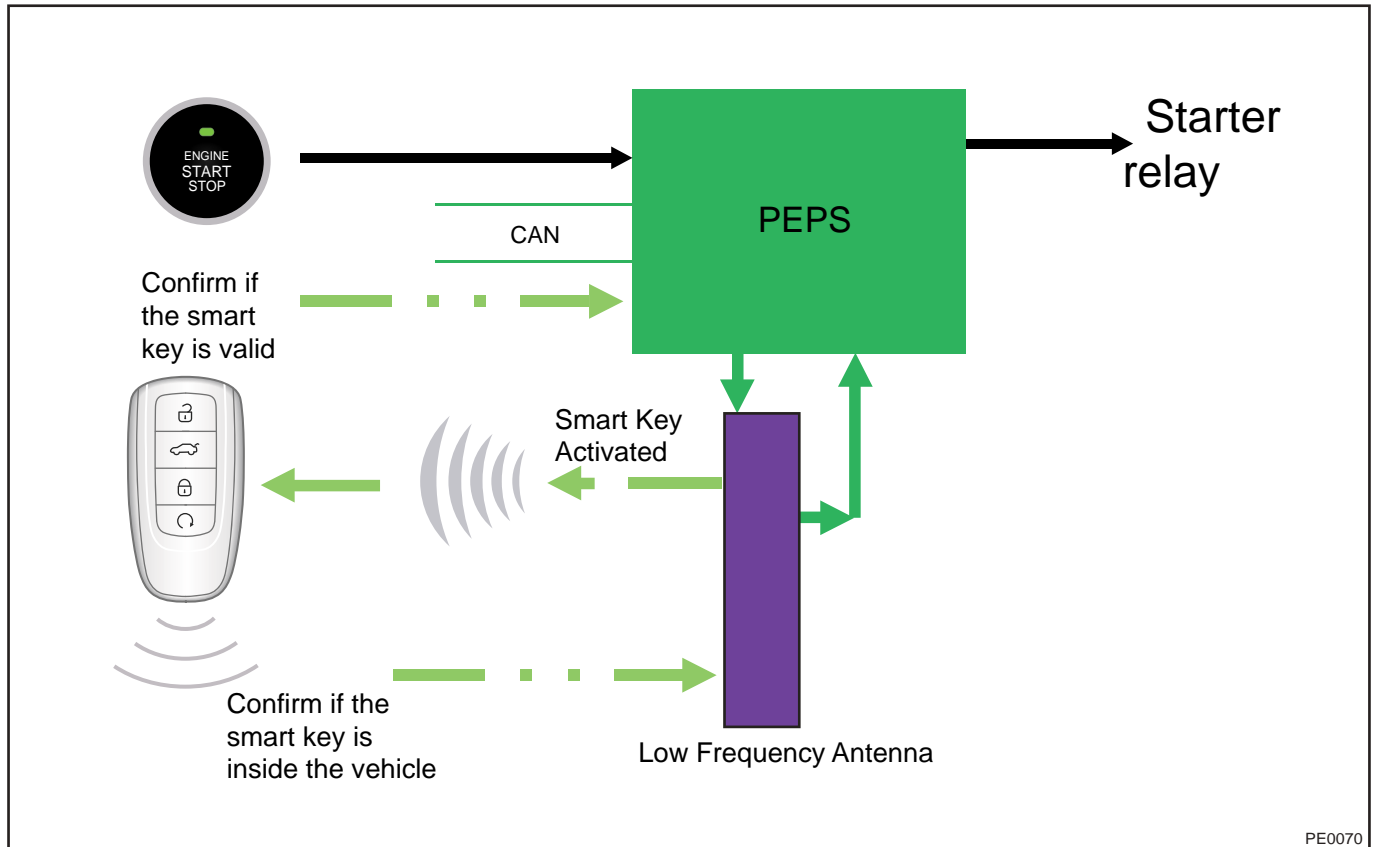 ENGINE
START
STOP
PEPS
Starter
relay
CAN
Confirm if
the smart
key is valid
Smart Key
Activated
Confirm if the
smart key is
inside the vehicle
Low Frequency Antenna
PE0070